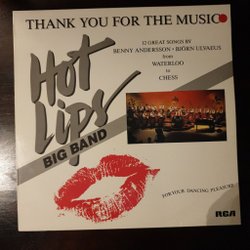 THANK YOU FOR THE MUSIC
12 GREAT SONGS BY
BENNY ANDERSSON • BJÖRN ULVAEUS
from
WATERLOO
to
CHESS
Hot
Lips
BIG BAND
FOR YOUR DANCING PLEASURE
RCA